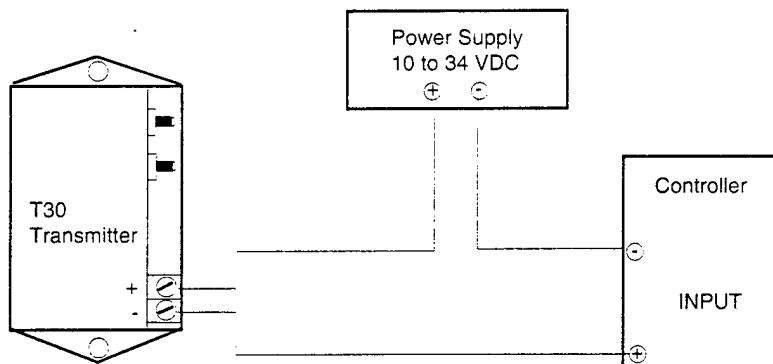 Power Supply
10 to 34 VDC
+ -
T30
Transmitter
+
-
Controller
-
INPUT
+